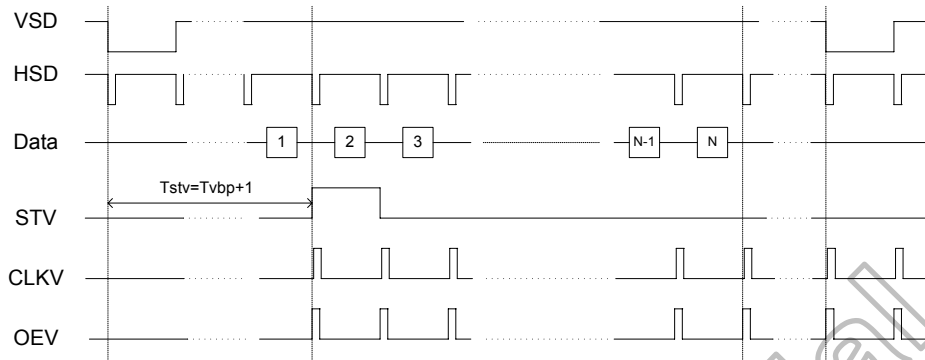 VSD
HSD
Data
1
2
3
N-1
N
Tstv=Tvbp+1
STV
CLKV
OEV